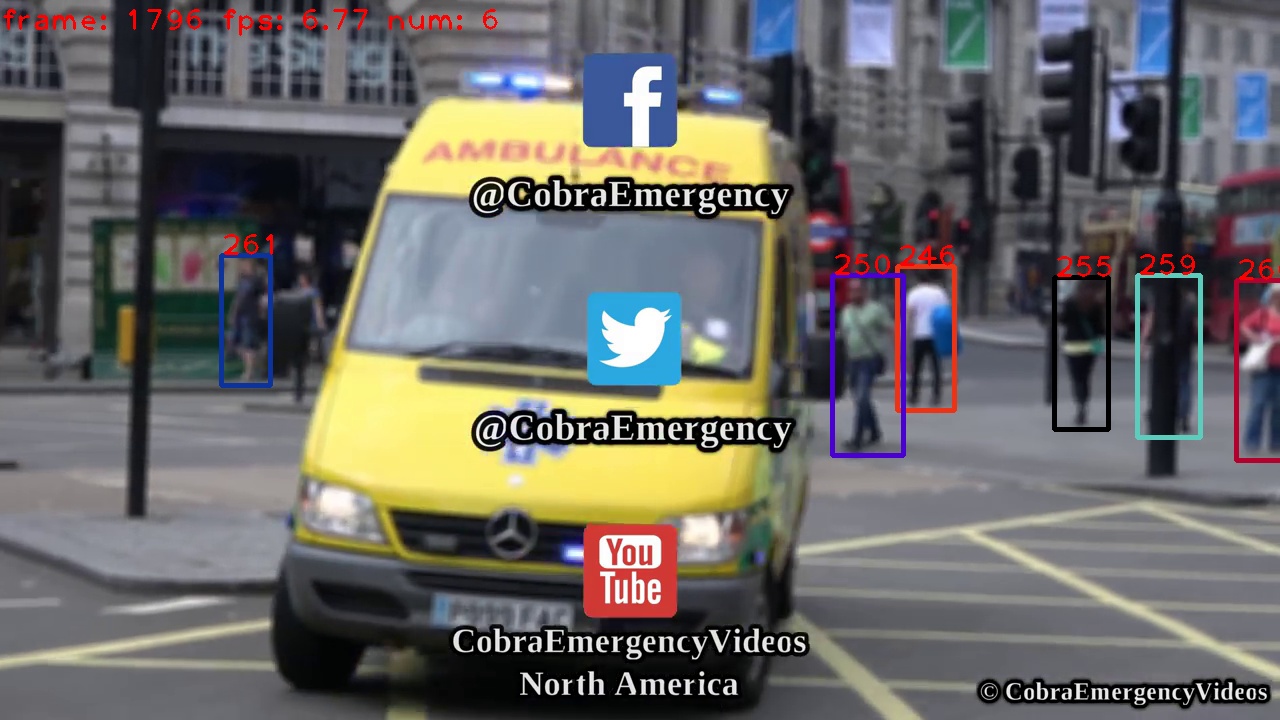 frame: 1796 fps: 6.77 num: 6
AMBULANCE
@CobraEmergency
261
250
246
255
259
@CobraEmergency
You
Tube
CobraEmergencyVideos
North America
© CobraEmergencyVideos